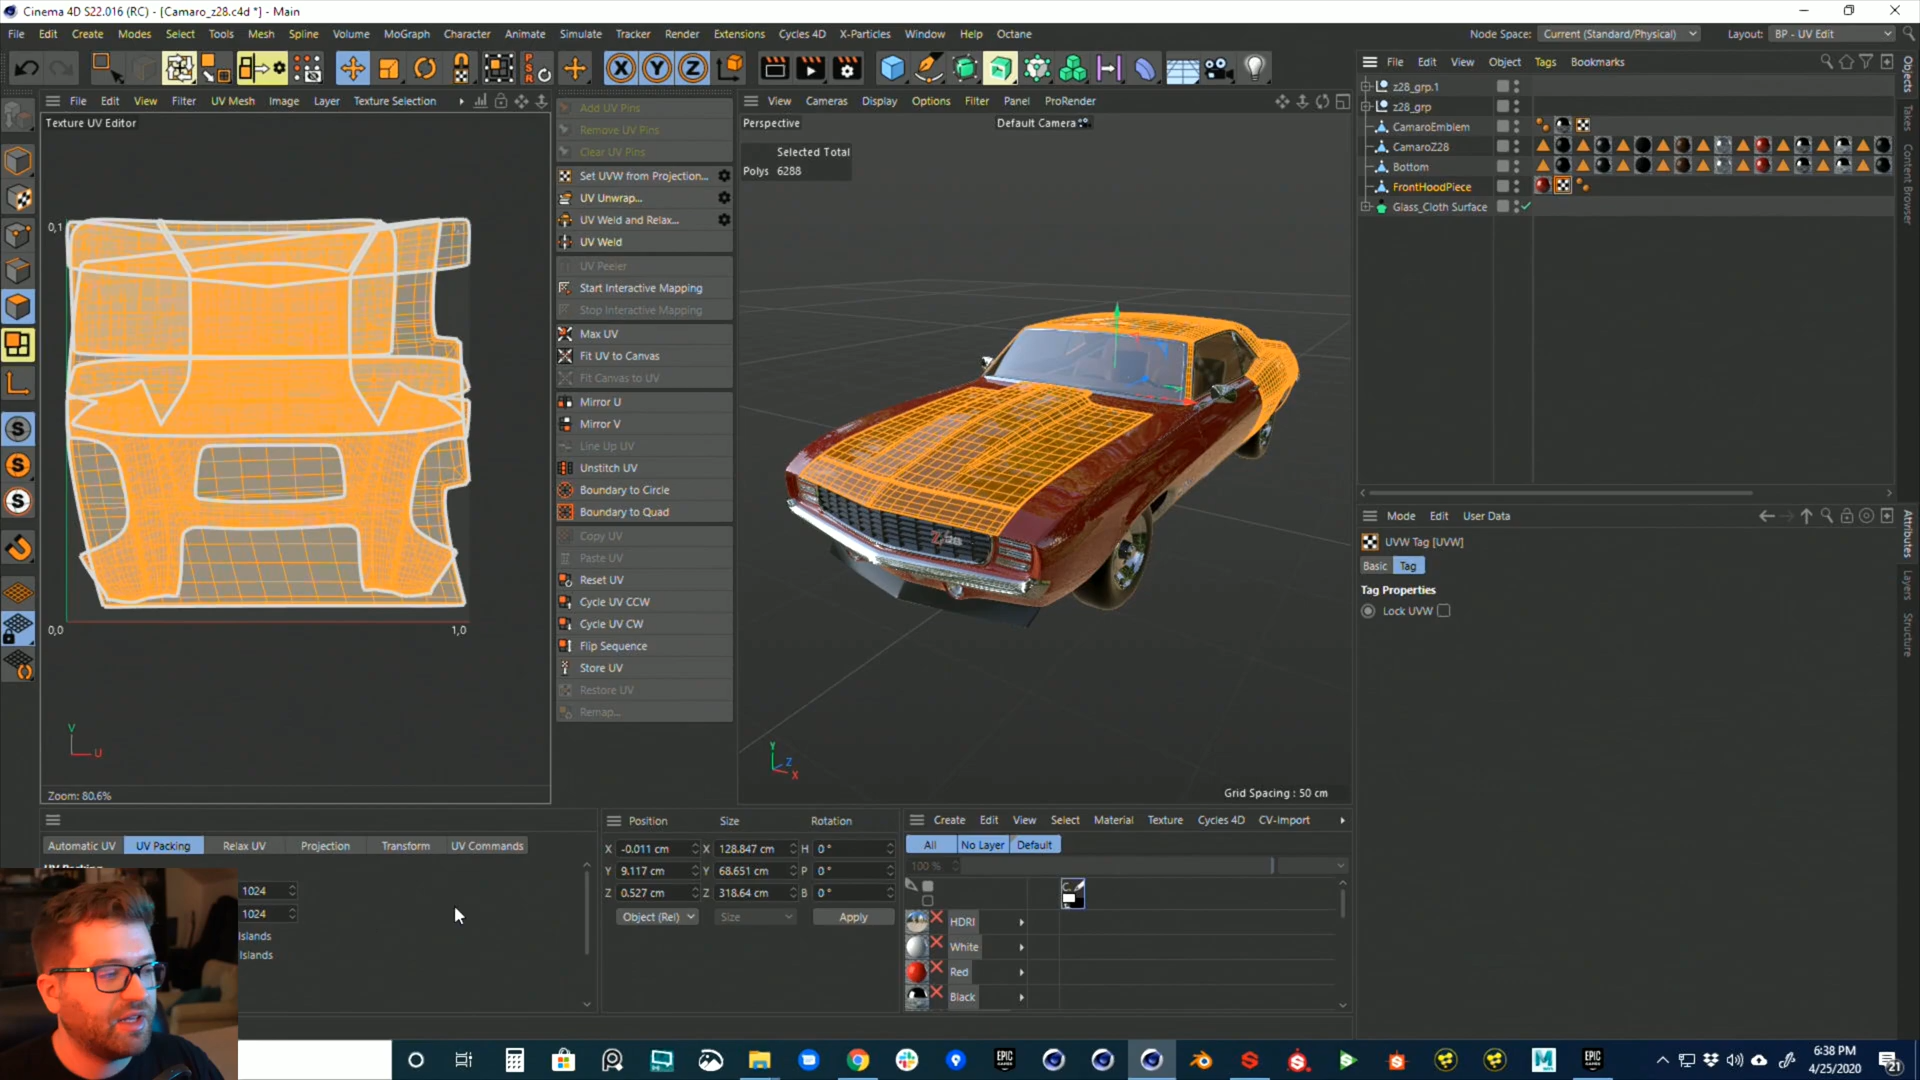 Cinema 4D S22.016 (RC) - [Camaro_z28.c4d *] - Main
File Edit Create Modes Select Tools Mesh Spline Volume MoGraph Character Animate Simulate Tracker Render Extensions Cycles 4D X-Particles Window Help Octane
Node Space: Current (Standard/Physical) Layout: BP - UV Edit
File Edit View Filter UV Mesh Image Layer Texture Selection
Texture UV Editor
0,1
0,0
1,0
V
U
Zoom: 80.6%
Add UV Pins
Remove UV Pins
Clear UV Pins
Set UVW from Projection...
UV Unwrap...
UV Weld and Relax...
UV Weld
UV Peeler
Start Interactive Mapping
Stop Interactive Mapping
Max UV
Fit UV to Canvas
Fit Canvas to UV
Mirror U
Mirror V
Line Up UV
Unstitch UV
Boundary to Circle
Boundary to Quad
Copy UV
Paste UV
Reset UV
Cycle UV CCW
Cycle UV CW
Flip Sequence
Store UV
Restore UV
Remap...
View Cameras Display Options Filter Panel ProRender
Perspective
Default Camera
Selected Total
Polys 6288
Y
Z
X
Grid Spacing : 50 cm
File Edit View Object Tags Bookmarks
z28_grp.1
z28_grp
CamaroEmblem
CamaroZ28
Bottom
FrontHoodPiece
Glass_Cloth Surface
Objects
Takes
Content Browser
Mode Edit User Data
UVW Tag [UVW]
Basic Tag
Tag Properties
Lock UVW
Attributes
Layers
Structure
Automatic UV UV Packing Relax UV Projection Transform UV Commands
1024
1024
Islands
Islands
Position Size Rotation
X -0.011 cm X 128.847 cm H 0 °
Y 9.117 cm Y 68.651 cm P 0 °
Z 0.527 cm Z 318.64 cm B 0 °
Object (Rel) Size Apply
Create Edit View Select Material Texture Cycles 4D CV-Import
All No Layer Default
100 %
HDRI
White
Red
Black
6:38 PM
4/25/2020
21